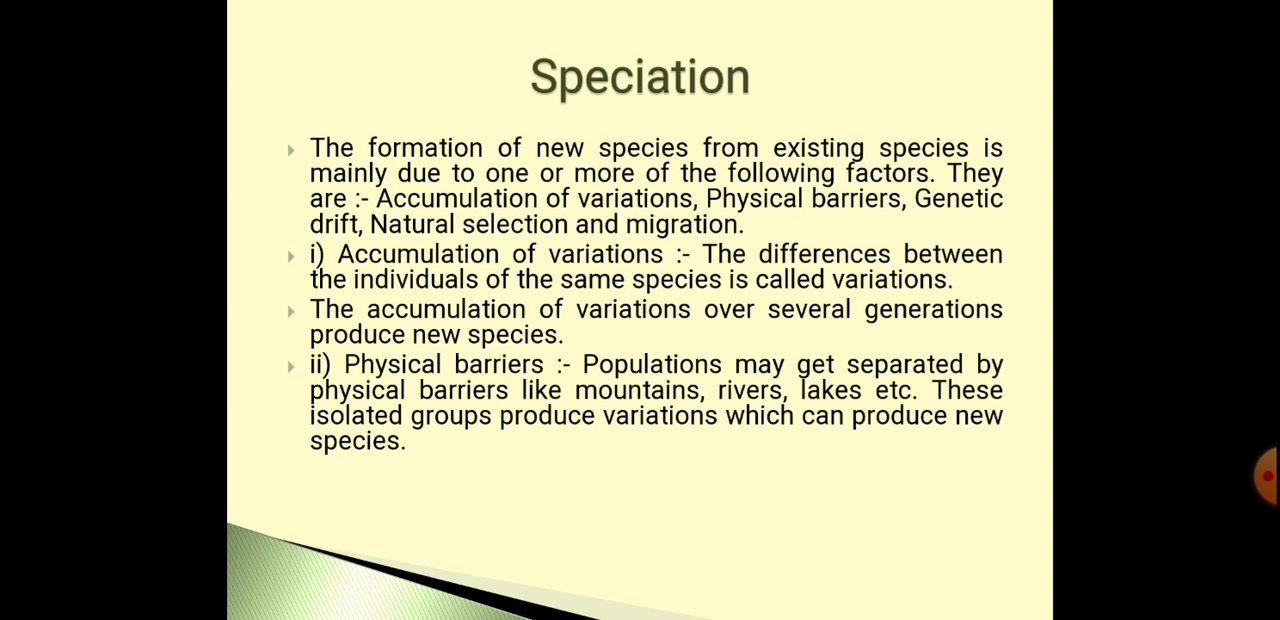 Speciation
The formation of new species from existing species is
mainly due to one or more of the following factors. They
are :- Accumulation of variations, Physical barriers, Genetic
drift, Natural selection and migration.
i) Accumulation of variations :- The differences between
the individuals of the same species is called variations.
The accumulation of variations over several generations
produce new species.
ii) Physical barriers :- Populations may get separated by
physical barriers like mountains, rivers, lakes etc. These
isolated groups produce variations which can produce new
species.